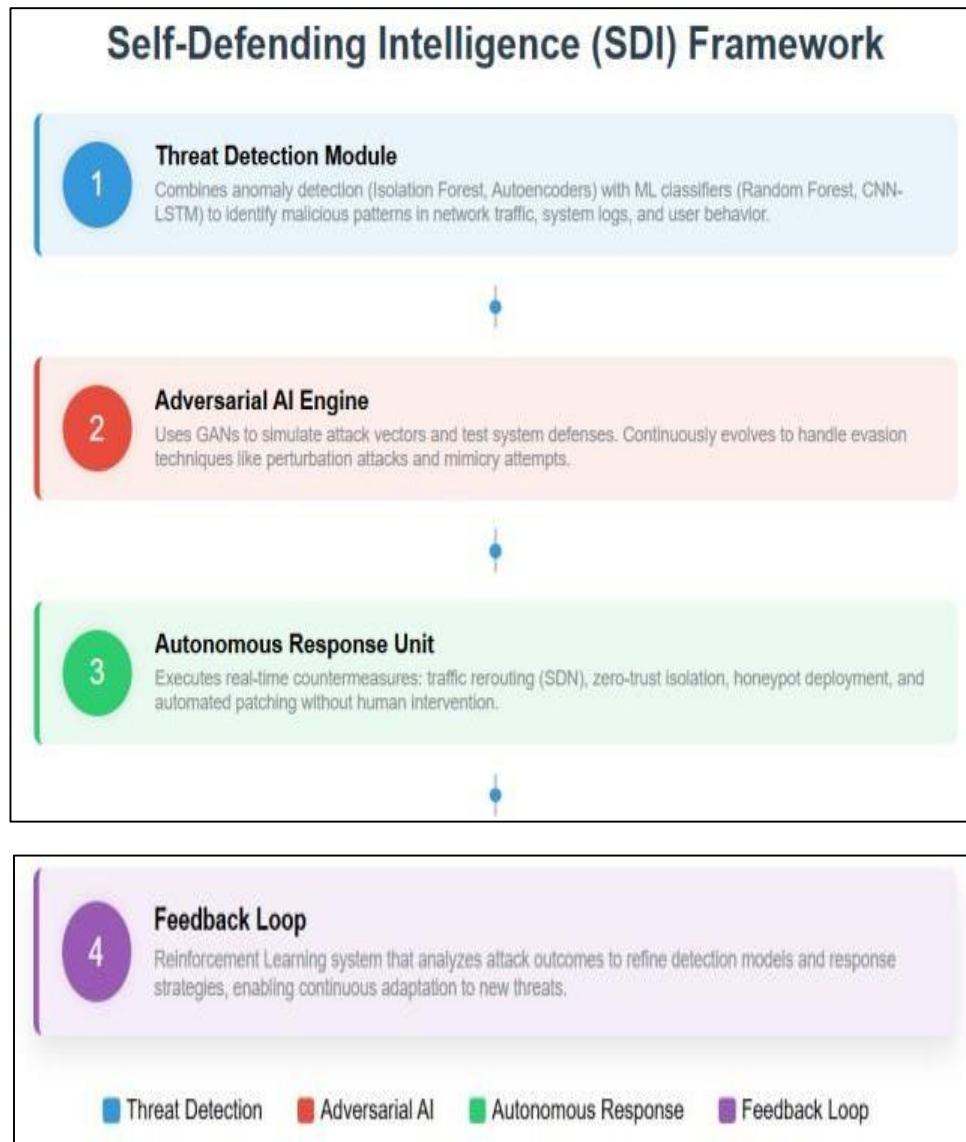 Self-Defending Intelligence (SDI) Framework
1
Threat Detection Module
Combines anomaly detection (Isolation Forest, Autoencoders) with ML classifiers (Random Forest, CNN-
LSTM) to identify malicious patterns in network traffic, system logs, and user behavior.
2
Adversarial AI Engine
Uses GANs to simulate attack vectors and test system defenses. Continuously evolves to handle evasion
techniques like perturbation attacks and mimicry attempts.
3
Autonomous Response Unit
Executes real-time countermeasures: traffic rerouting (SDN), zero-trust isolation, honeypot deployment, and
automated patching without human intervention.
4
Feedback Loop
Reinforcement Learning system that analyzes attack outcomes to refine detection models and response
strategies, enabling continuous adaptation to new threats.
Threat Detection Adversarial AI Autonomous Response Feedback Loop